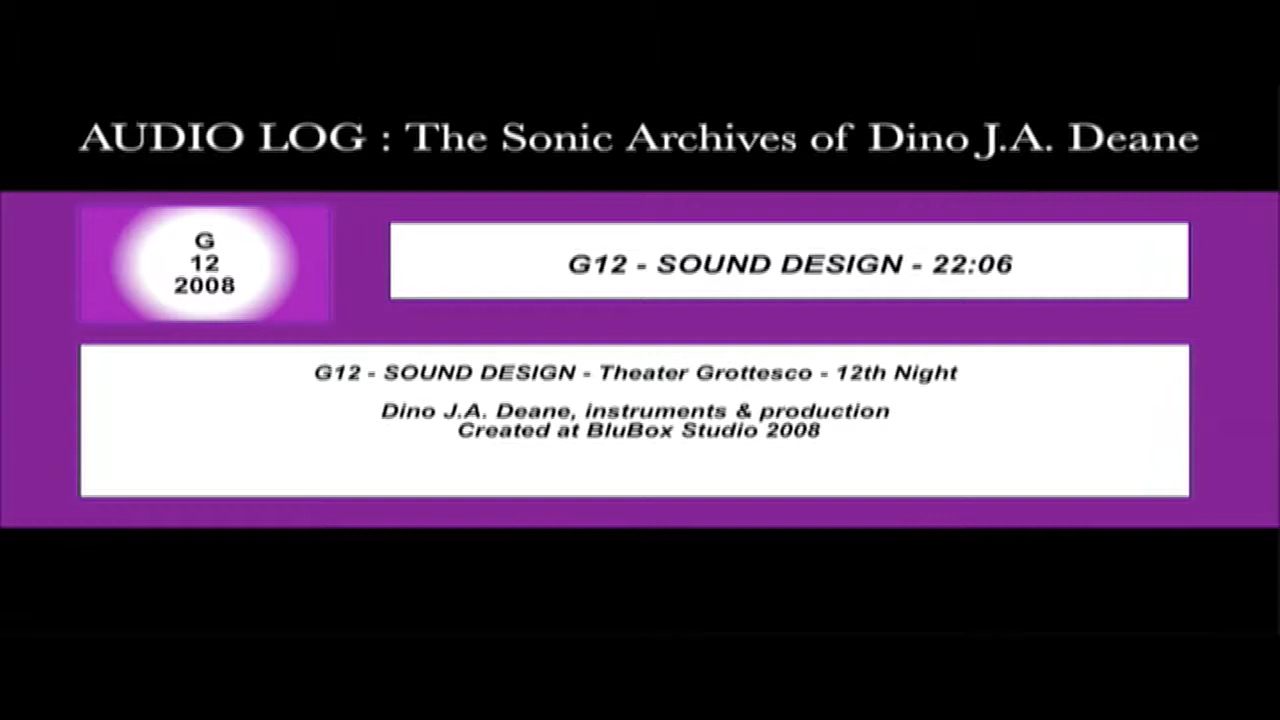 AUDIO LOG : The Sonic Archives of Dino J.A. Deane
G
12
2008
G12 - SOUND DESIGN - 22:06
G12 - SOUND DESIGN - Theater Grottesco - 12th Night
Dino J.A. Deane, instruments & production
Created at BluBox Studio 2008